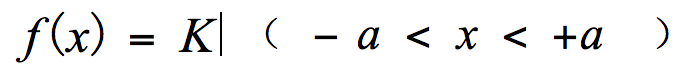 f(x) = K| ( − a < x < +a )